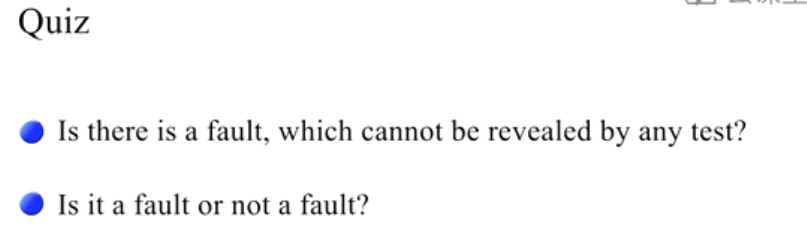 Quiz
Is there is a fault, which cannot be revealed by any test?
Is it a fault or not a fault?